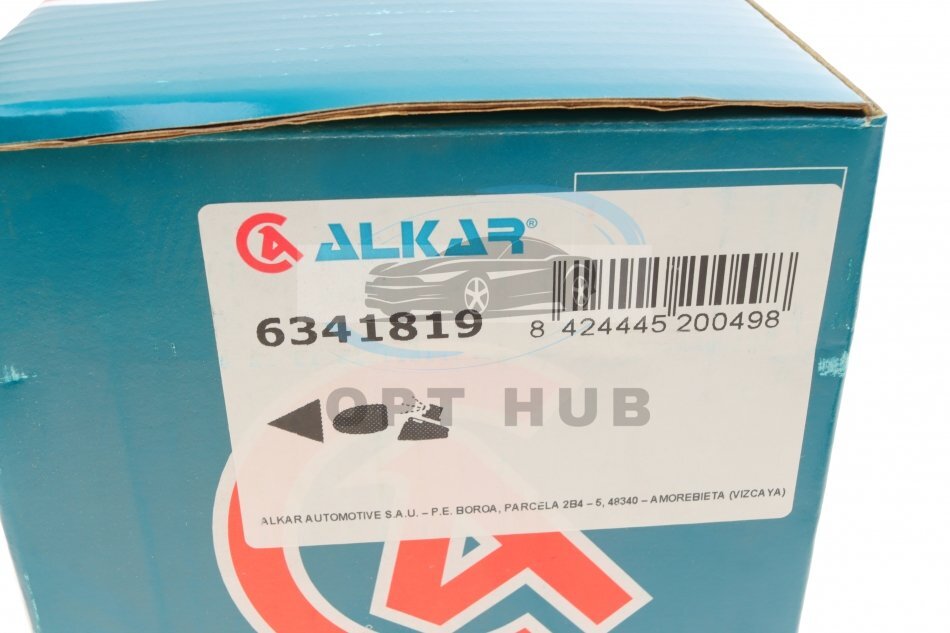 ALKAR®
6341819
8 424445 200498
OPT HUB
ALKAR AUTOMOTIVE S.A.U. – P.E. BOROA, PARCELA 2B4 – 5, 48340 – AMOREBIETA (VIZCAYA)